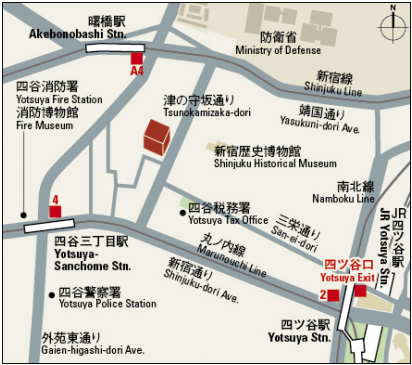 曙橋駅
Akebonobashi Stn.
A4
防衛省
Ministry of Defense
N
新宿線
Shinjuku Line
靖国通り
Yasukuni-dori Ave.
四谷消防署
Yotsuya Fire Station
消防博物館
Fire Museum
津の守坂通り
Tsunokamizaka-dori
新宿歴史博物館
Shinjuku Historical Museum
南北線
Namboku Line
JR四ツ谷駅
JR Yotsuya Stn.
4
四谷税務署
Yotsuya Tax Office
三栄通り
San-ei-dori
四谷三丁目駅
Yotsuya-
Sanchome Stn.
丸ノ内線
Marunouchi Line
新宿通り
Shinjuku-dori Ave.
四ツ谷口
Yotsuya Exit
2
四谷警察署
Yotsuya Police Station
四ツ谷駅
Yotsuya Stn.
外苑東通り
Gaien-higashi-dori Ave.